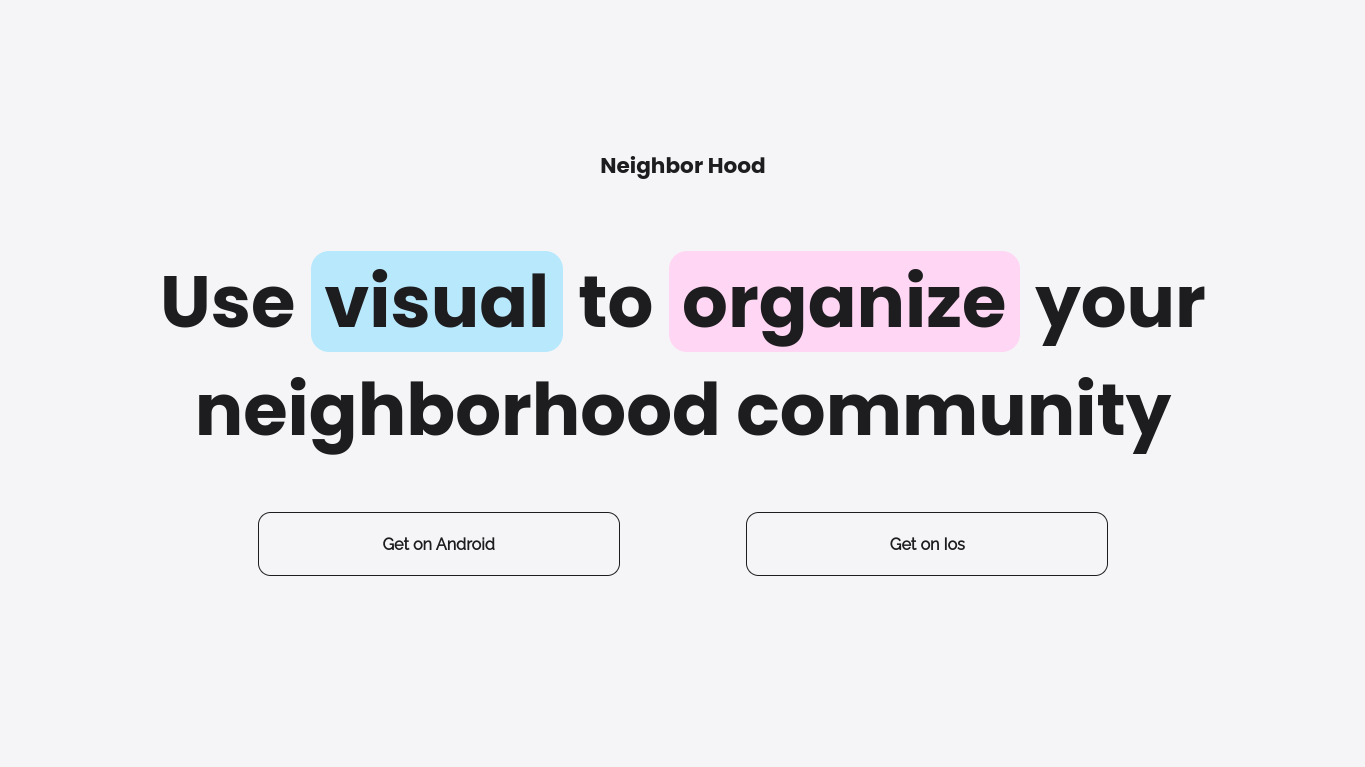 Neighbor Hood
Use visual to organize your
neighborhood community
Get on Android
Get on Ios